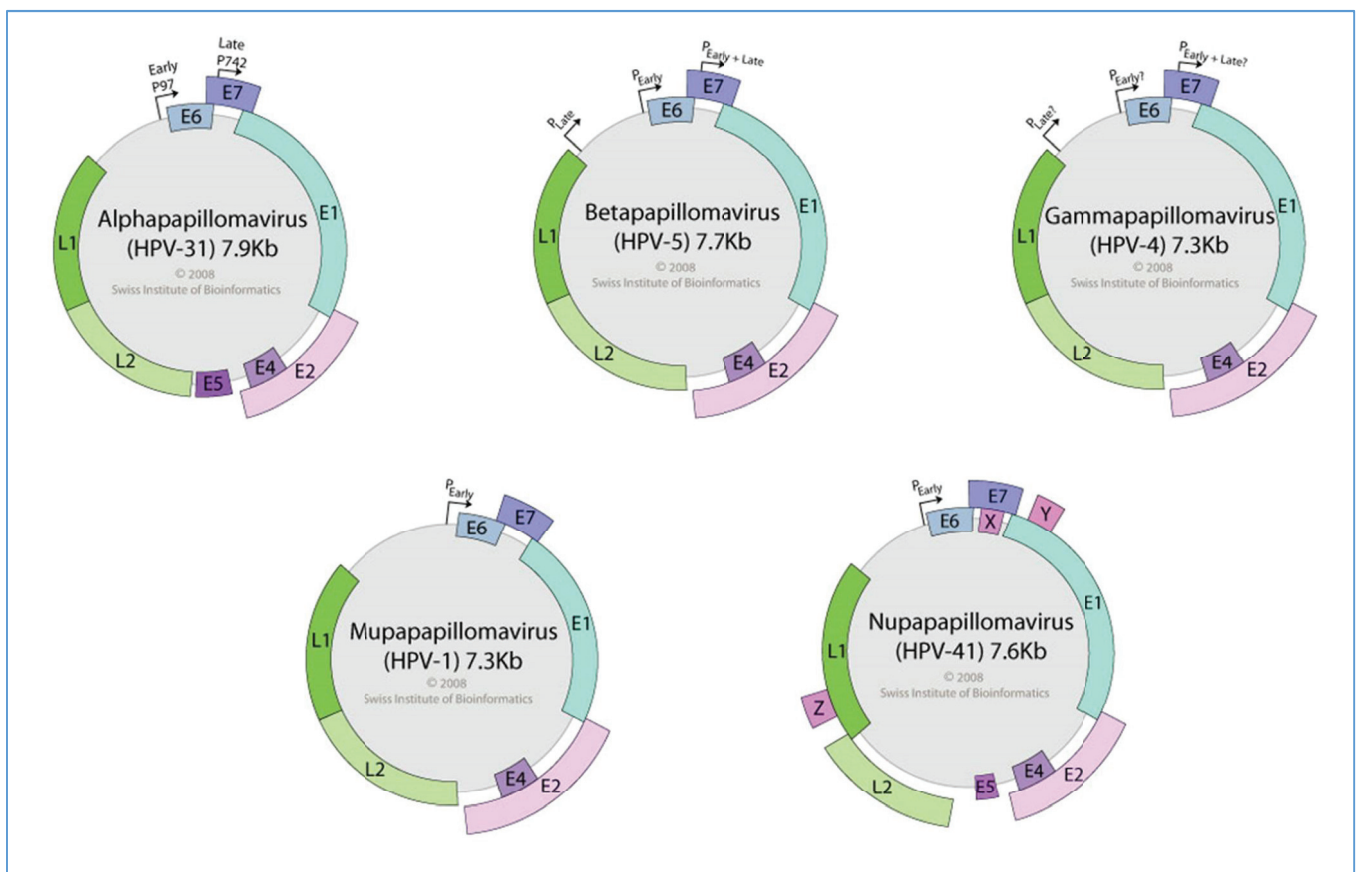 Early
P97
Late
P742
E7
E6
E1
Alphapapillomavirus
(HPV-31) 7.9Kb
© 2008
Swiss Institute of Bioinformatics
L1
L2
E5
E4
E2
PLate
PEarly
PEarly + Late
E7
E6
E1
Betapapillomavirus
(HPV-5) 7.7Kb
© 2008
Swiss Institute of Bioinformatics
L1
L2
E4
E2
PLate?
PEarly?
PEarly + Late?
E7
E6
E1
Gammapapillomavirus
(HPV-4) 7.3Kb
© 2008
Swiss Institute of Bioinformatics
L1
L2
E4
E2
PEarly
E6
E7
E1
Mupapapillomavirus
(HPV-1) 7.3Kb
© 2008
Swiss Institute of Bioinformatics
L1
L2
E4
E2
PEarly
E6
E7
X
Y
E1
Nupapapillomavirus
(HPV-41) 7.6Kb
© 2008
Swiss Institute of Bioinformatics
L1
Z
L2
E5
E4
E2